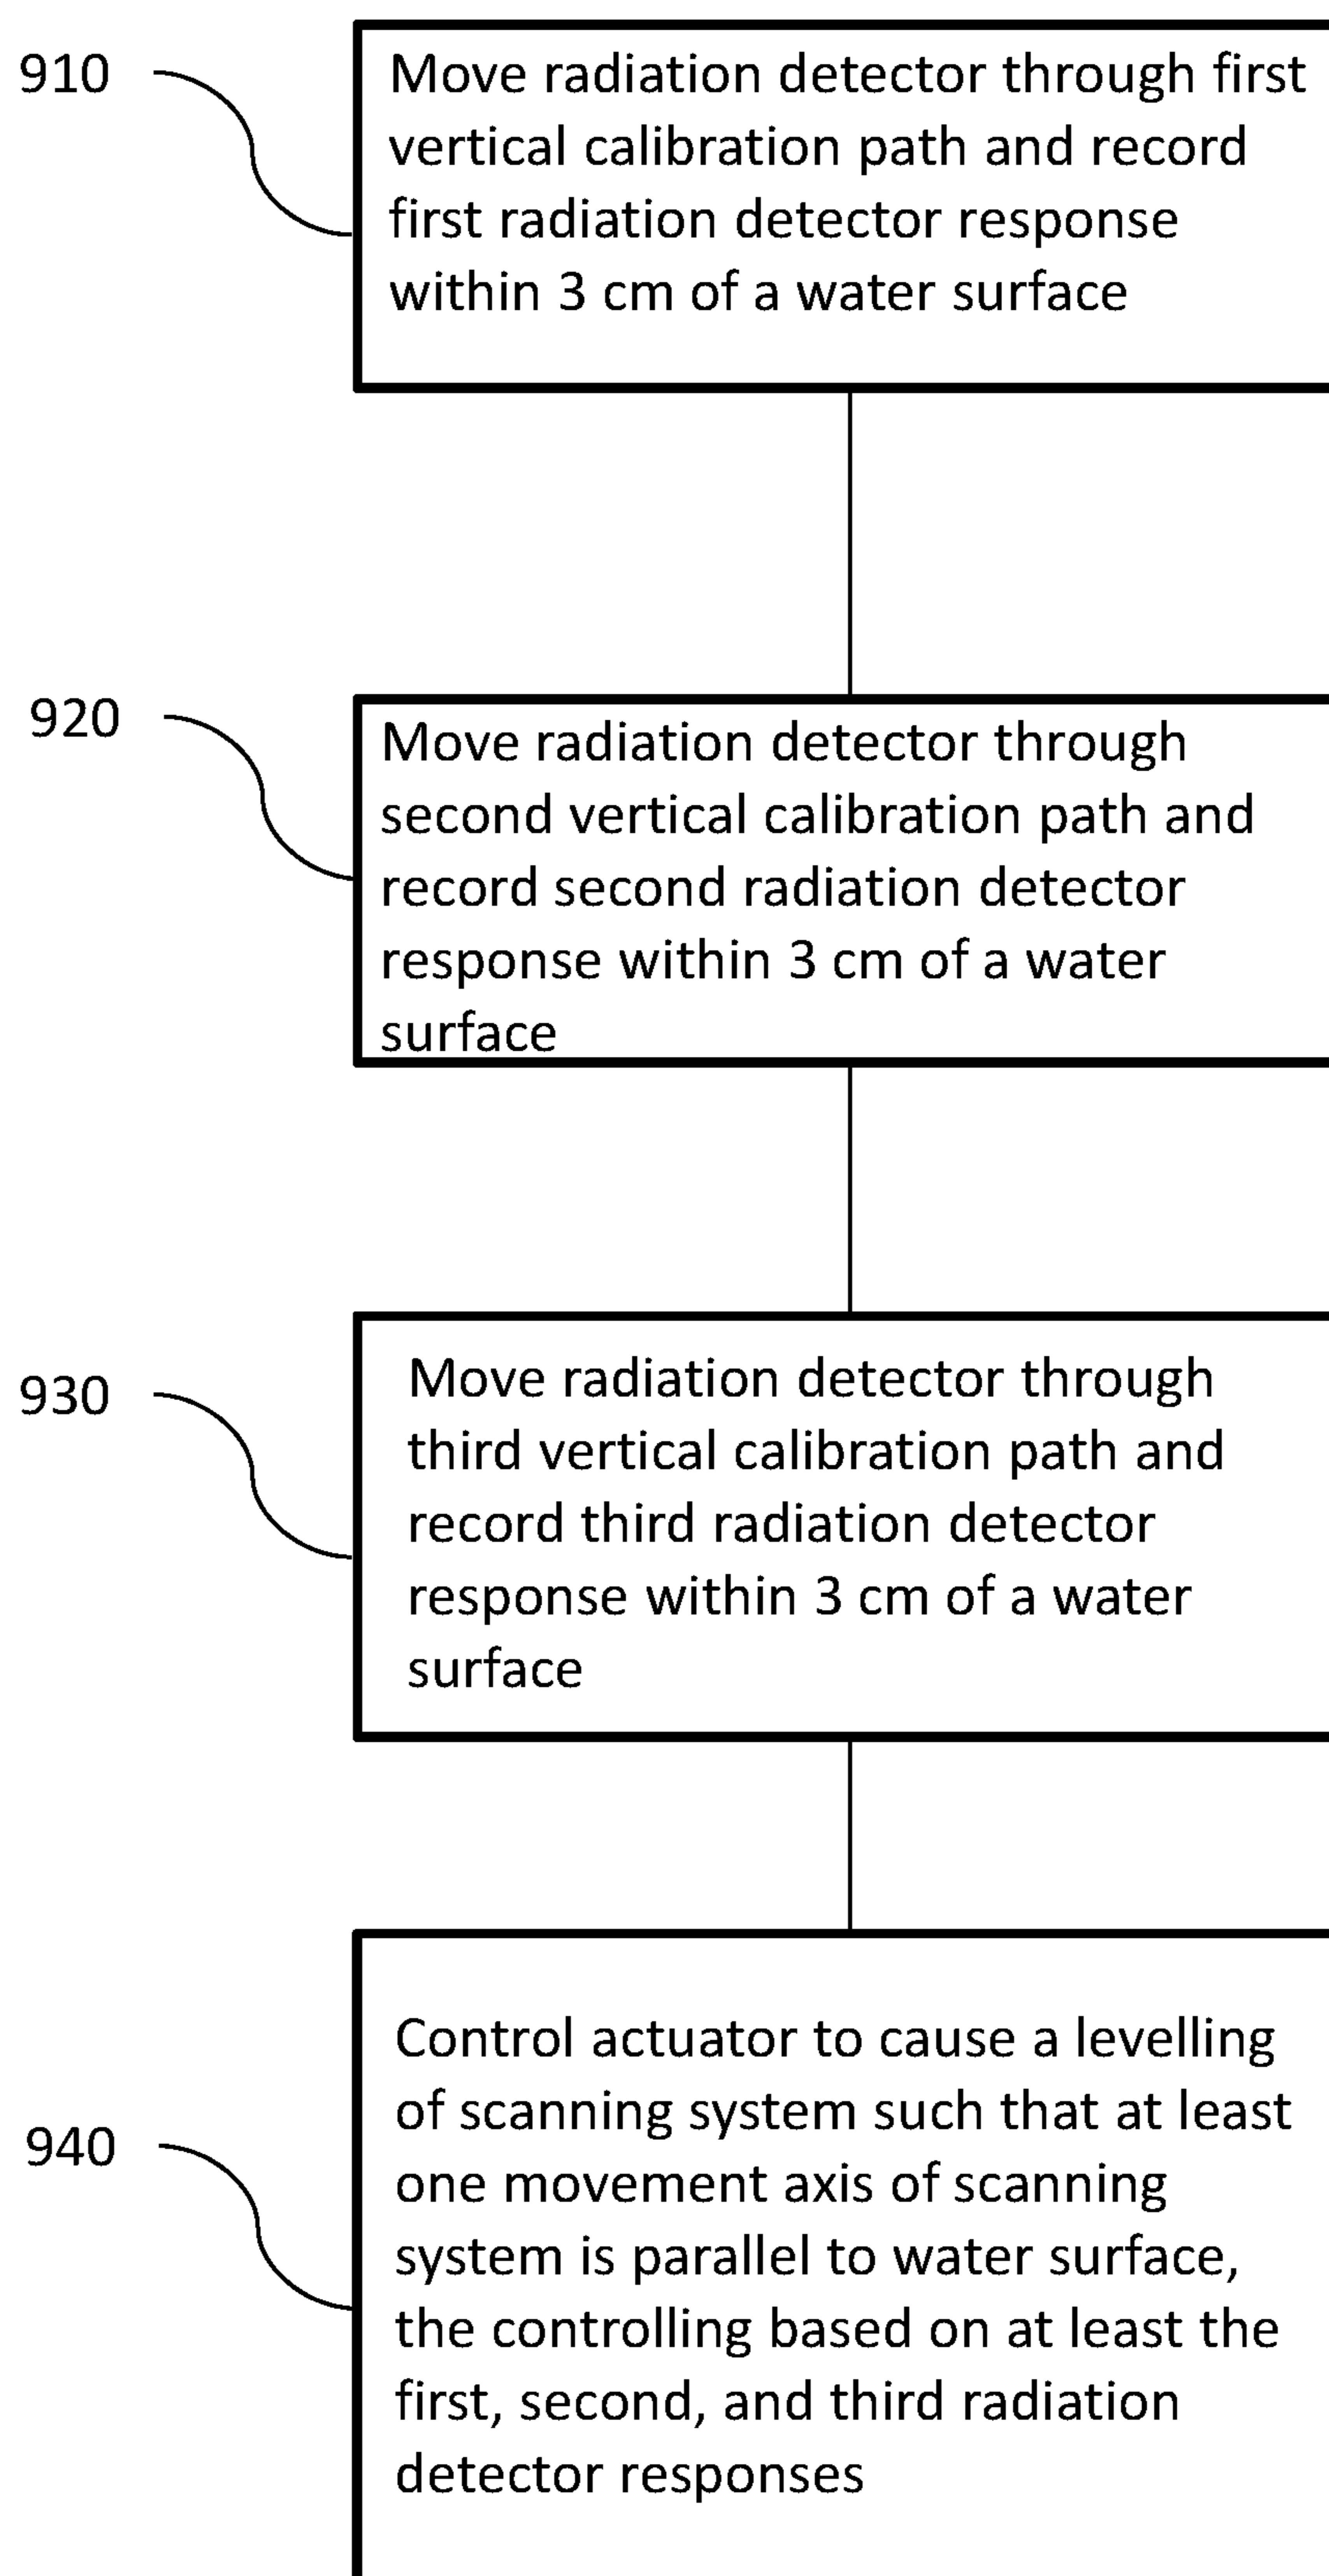 910
Move radiation detector through first
vertical calibration path and record
first radiation detector response
within 3 cm of a water surface
920
Move radiation detector through
second vertical calibration path and
record second radiation detector
response within 3 cm of a water
surface
930
Move radiation detector through
third vertical calibration path and
record third radiation detector
response within 3 cm of a water
surface
940
Control actuator to cause a levelling
of scanning system such that at least
one movement axis of scanning
system is parallel to water surface,
the controlling based on at least the
first, second, and third radiation
detector responses